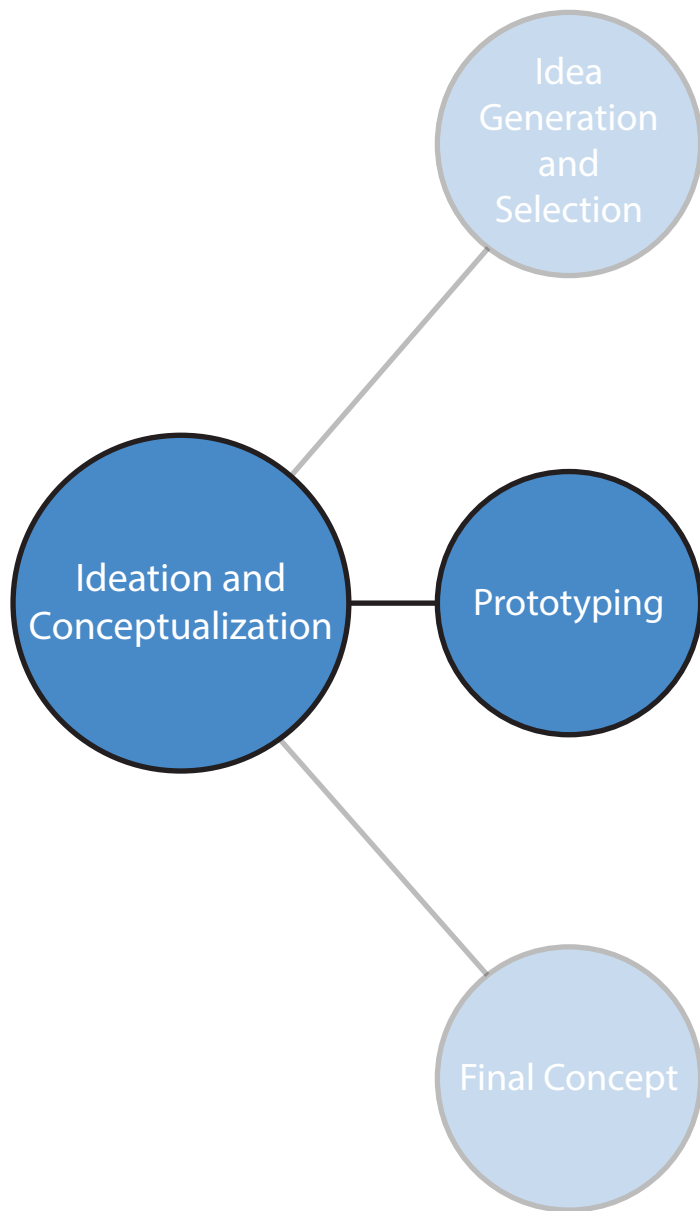 Idea
Generation
and
Selection
Ideation and
Conceptualization
Prototyping
Final Concept